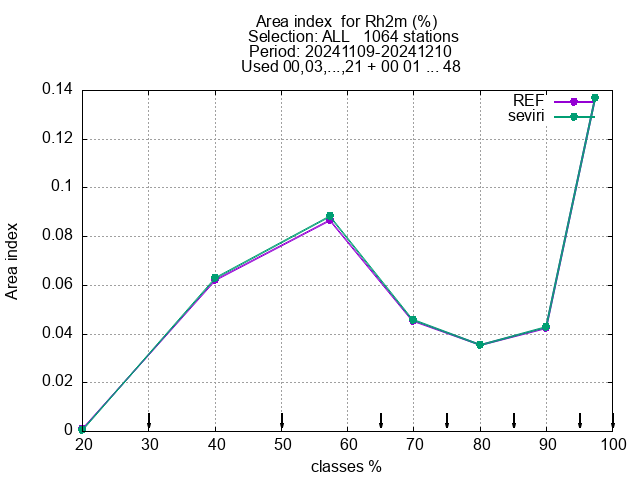 Area index  for Rh2m (%)
Selection: ALL   1064 stations
Period: 20241109-20241210
Used 00,03,...,21 + 00 01 ... 48
REF
seviri
0.14
0.12
0.1
0.08
0.06
0.04
0.02
0
Area index
20 30 40 50 60 70 80 90 100
classes %